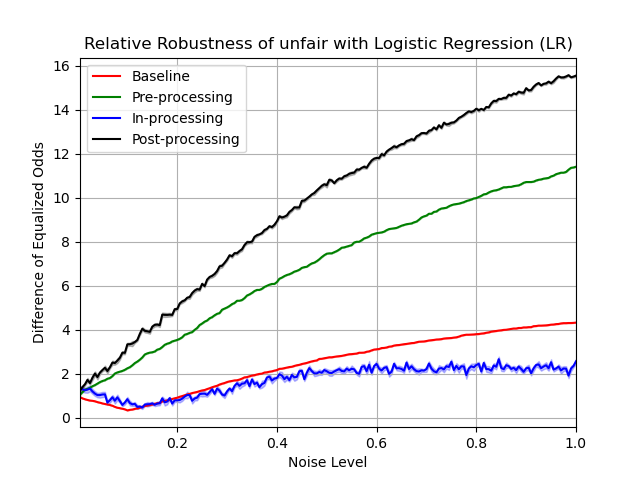 Relative Robustness of unfair with Logistic Regression (LR)
Baseline
Pre-processing
In-processing
Post-processing
Difference of Equalized Odds
16
14
12
10
8
6
4
2
0
0.2 0.4 0.6 0.8 1.0
Noise Level